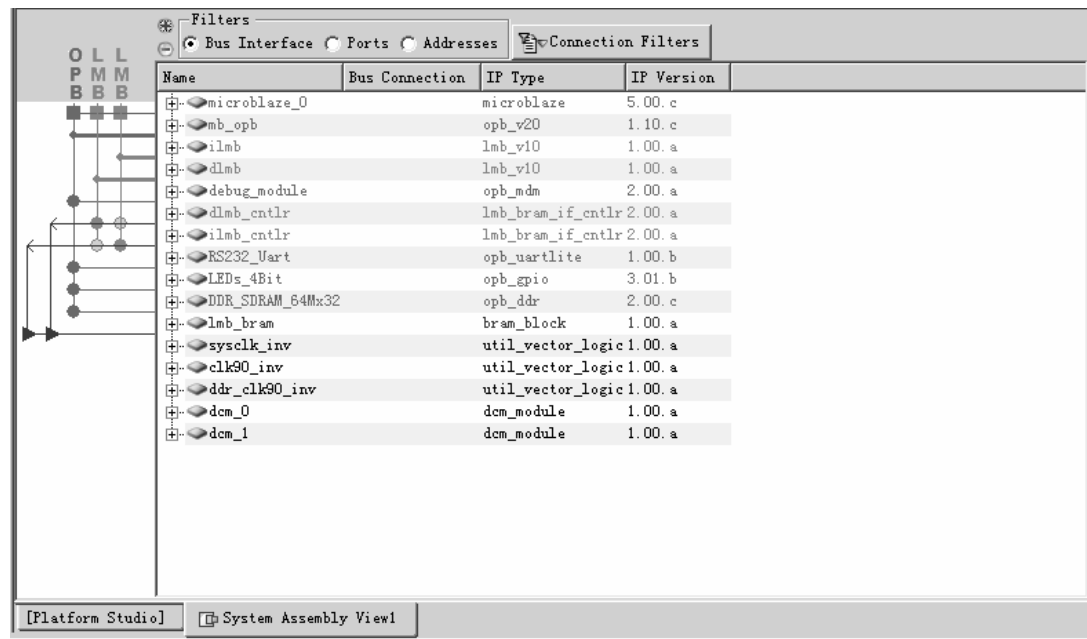 Filters
Bus Interface Ports Addresses Connection Filters
O L L
P M M
B B B
Name Bus Connection IP Type IP Version
microblaze_0 microblaze 5.00.c
mb_opb opb_v20 1.10.c
ilmb lmb_v10 1.00.a
dlmb lmb_v10 1.00.a
debug_module opb_mdm 2.00.a
dlmb_cntlr lmb_bram_if_cntlr 2.00.a
ilmb_cntlr lmb_bram_if_cntlr 2.00.a
RS232_Uart opb_uartlite 1.00.b
LEDs_4Bit opb_gpio 3.01.b
DDR_SDRAM_64Mx32 opb_ddr 2.00.c
lmb_bram bram_block 1.00.a
sysclk_inv util_vector_logic 1.00.a
clk90_inv util_vector_logic 1.00.a
ddr_clk90_inv util_vector_logic 1.00.a
dcm_0 dcm_module 1.00.a
dcm_1 dcm_module 1.00.a
[Platform Studio] System Assembly View1